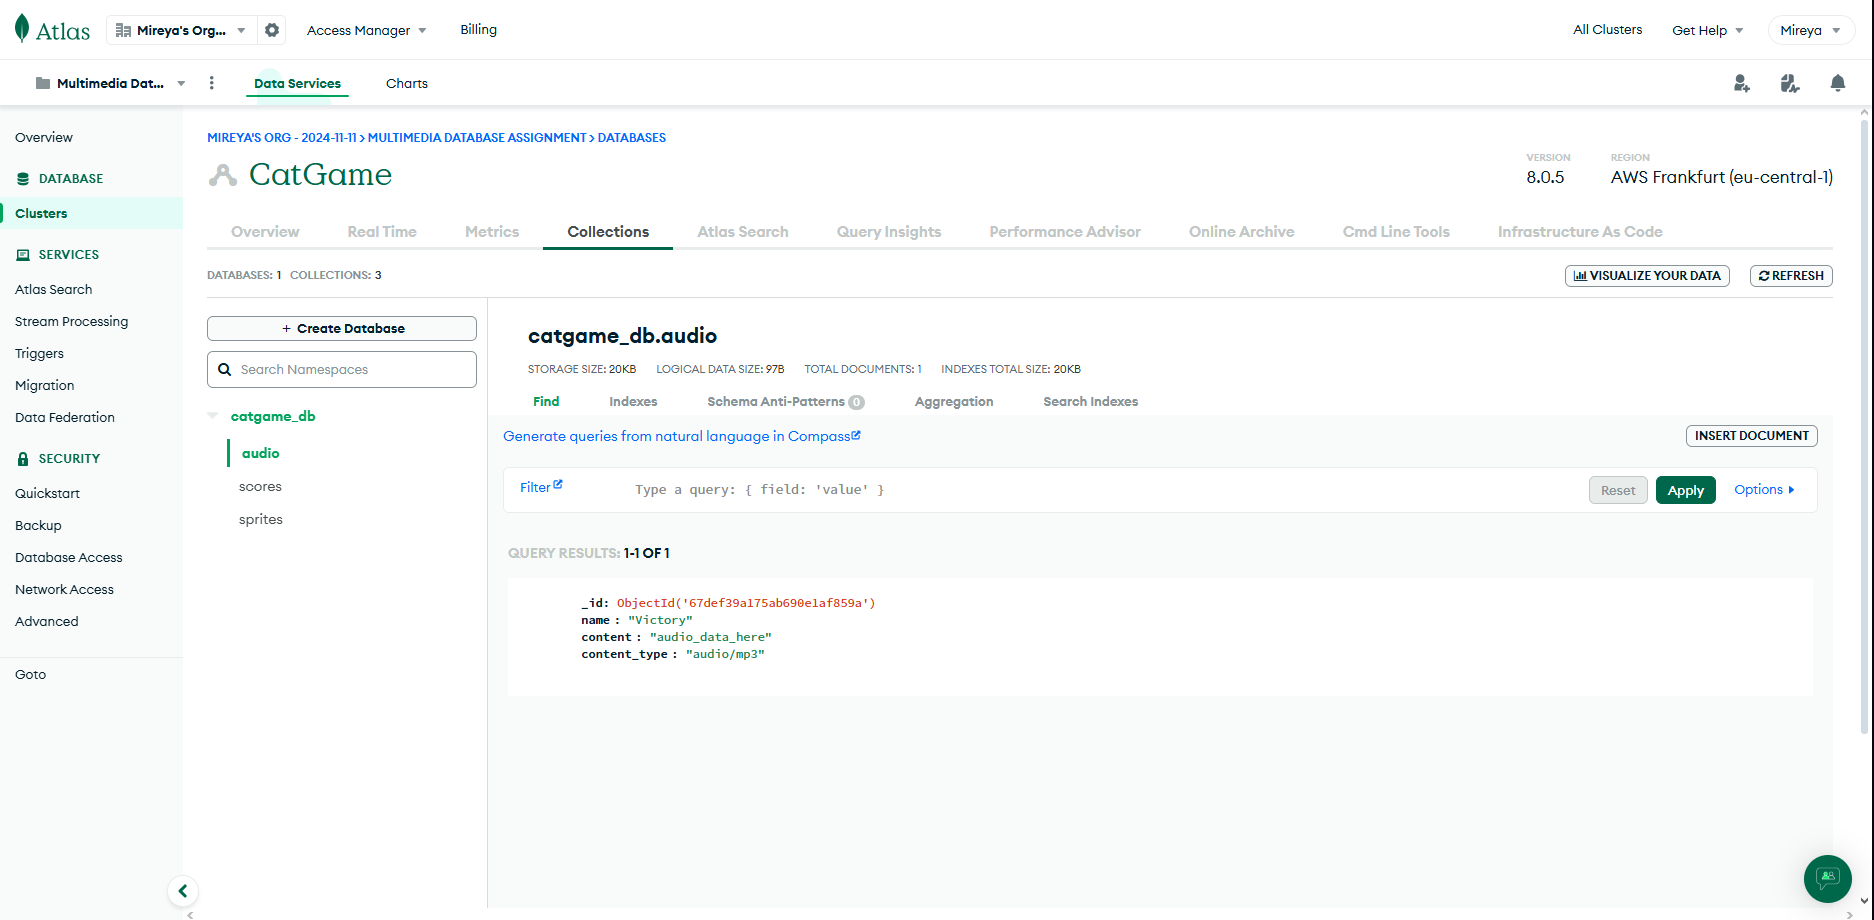 Atlas
Mireya's Org...
Access Manager
Billing
All Clusters
Get Help
Mireya
Multimedia Dat...
Data Services
Charts
Overview
DATABASE
Clusters
SERVICES
Atlas Search
Stream Processing
Triggers
Migration
Data Federation
SECURITY
Quickstart
Backup
Database Access
Network Access
Advanced
Goto
MIREYA'S ORG - 2024-11-11 > MULTIMEDIA DATABASE ASSIGNMENT > DATABASES
CatGame
VERSION
8.0.5
REGION
AWS Frankfurt (eu-central-1)
Overview
Real Time
Metrics
Collections
Atlas Search
Query Insights
Performance Advisor
Online Archive
Cmd Line Tools
Infrastructure As Code
DATABASES: 1 COLLECTIONS: 3
VISUALIZE YOUR DATA
REFRESH
+ Create Database
Search Namespaces
catgame_db
audio
scores
sprites
catgame_db.audio
STORAGE SIZE: 20KB LOGICAL DATA SIZE: 97B TOTAL DOCUMENTS: 1 INDEXES TOTAL SIZE: 20KB
Find
Indexes
Schema Anti-Patterns 0
Aggregation
Search Indexes
Generate queries from natural language in Compass
INSERT DOCUMENT
Filter
Type a query: { field: 'value' }
Reset
Apply
Options
QUERY RESULTS: 1-1 OF 1
_id: ObjectId('67def39a175ab690e1af859a')
name : "Victory"
content : "audio_data_here"
content_type : "audio/mp3"